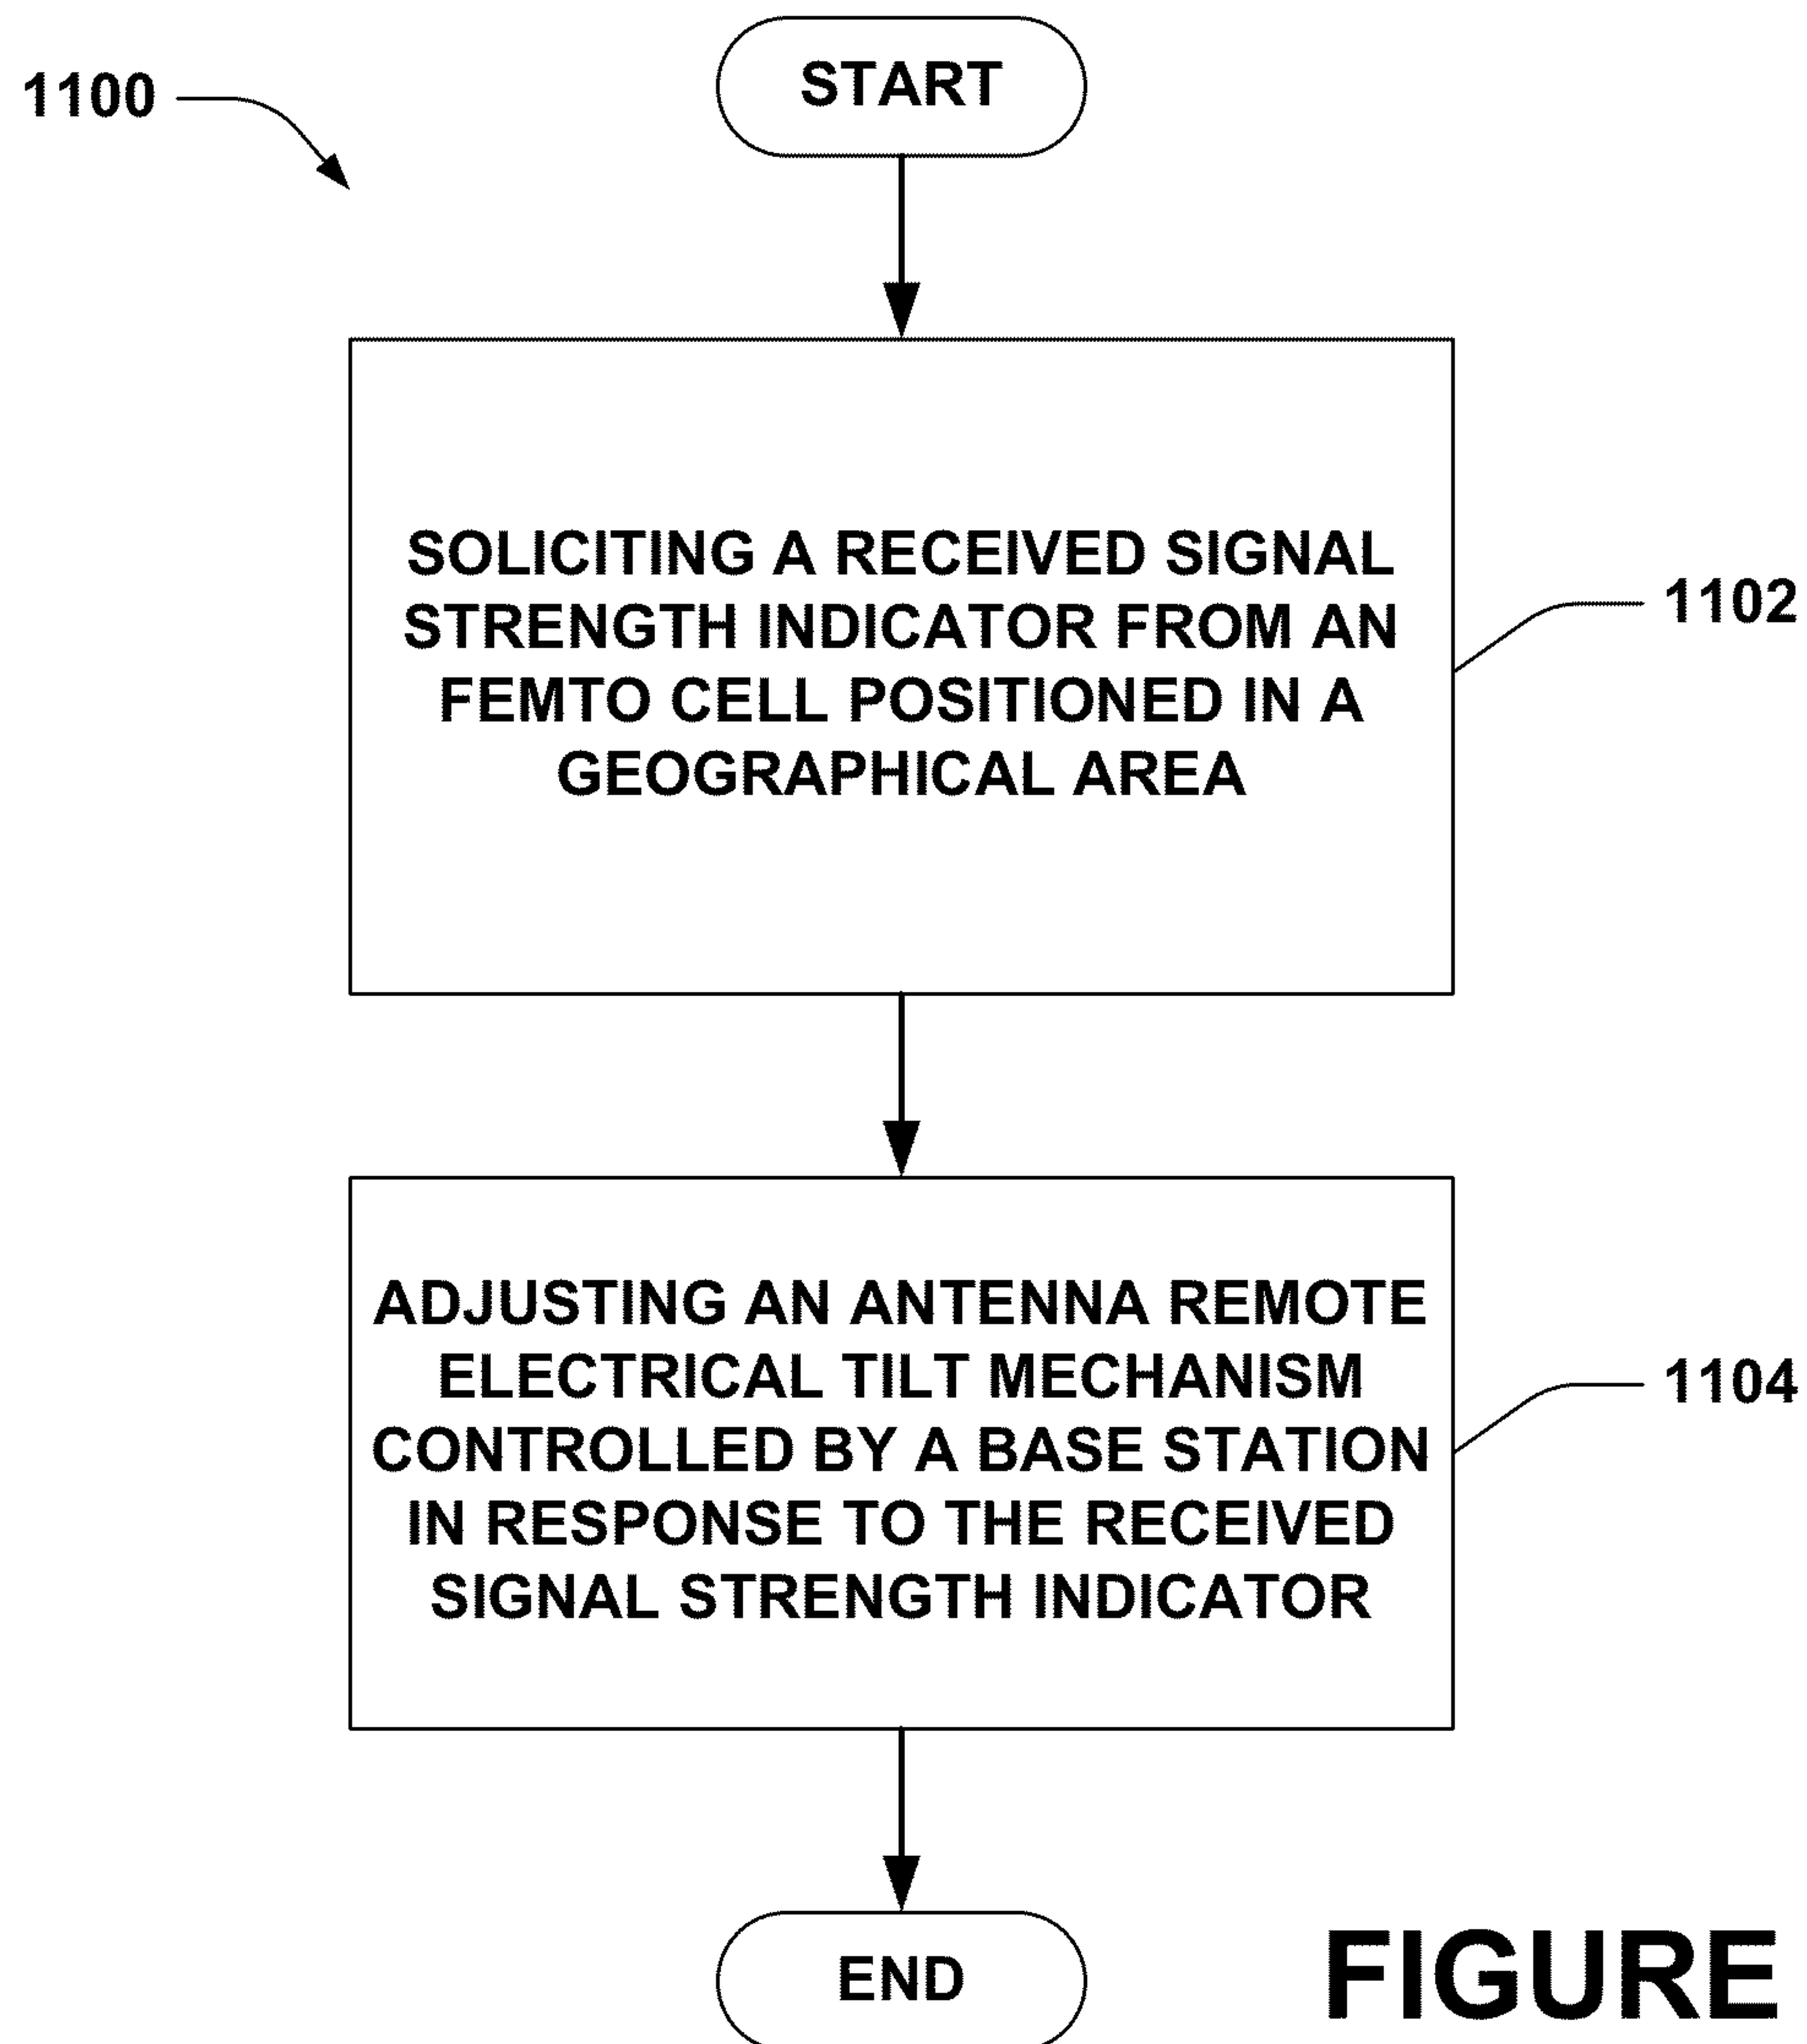 START
1100
SOLICITING A RECEIVED SIGNAL
STRENGTH INDICATOR FROM AN
FEMTO CELL POSITIONED IN A
GEOGRAPHICAL AREA
1102
ADJUSTING AN ANTENNA REMOTE
ELECTRICAL TILT MECHANISM
CONTROLLED BY A BASE STATION
IN RESPONSE TO THE RECEIVED
SIGNAL STRENGTH INDICATOR
1104
END
FIGURE